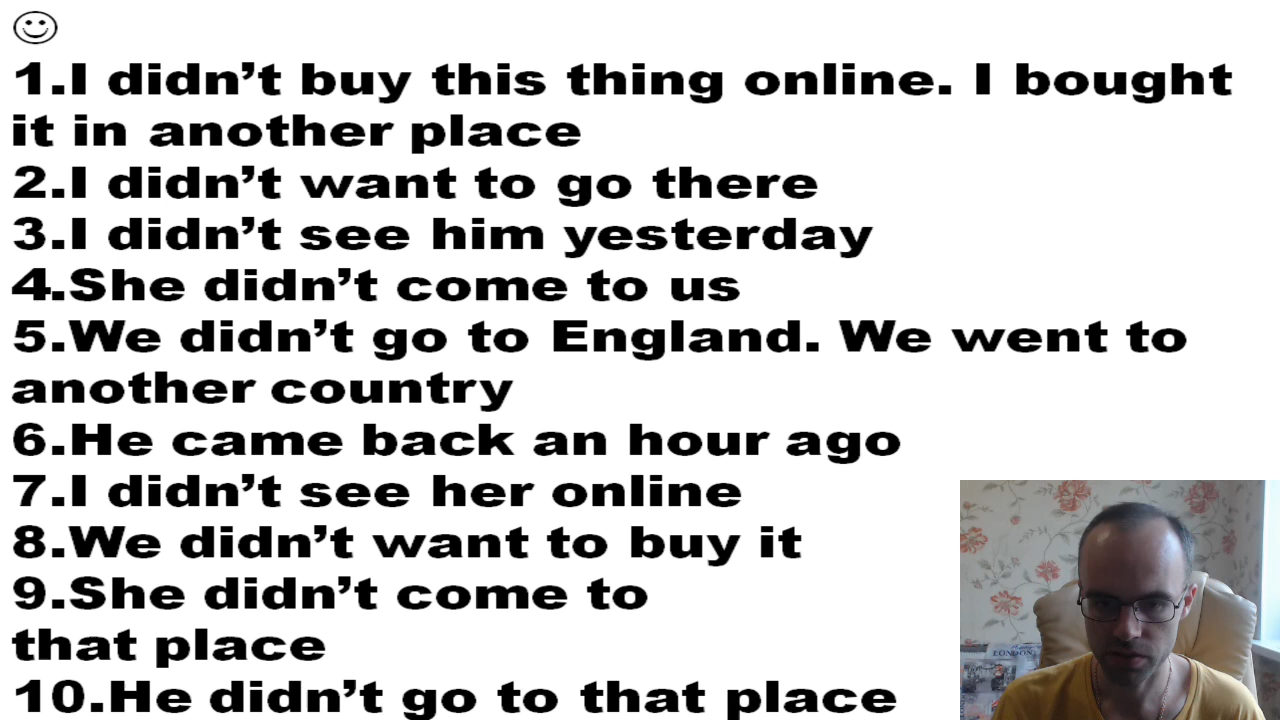 1.I didn’t buy this thing online. I bought
it in another place
2.I didn’t want to go there
3.I didn’t see him yesterday
4.She didn’t come to us
5.We didn’t go to England. We went to
another country
6.He came back an hour ago
7.I didn’t see her online
8.We didn’t want to buy it
9.She didn’t come to
that place
10.He didn’t go to that place
LONDON